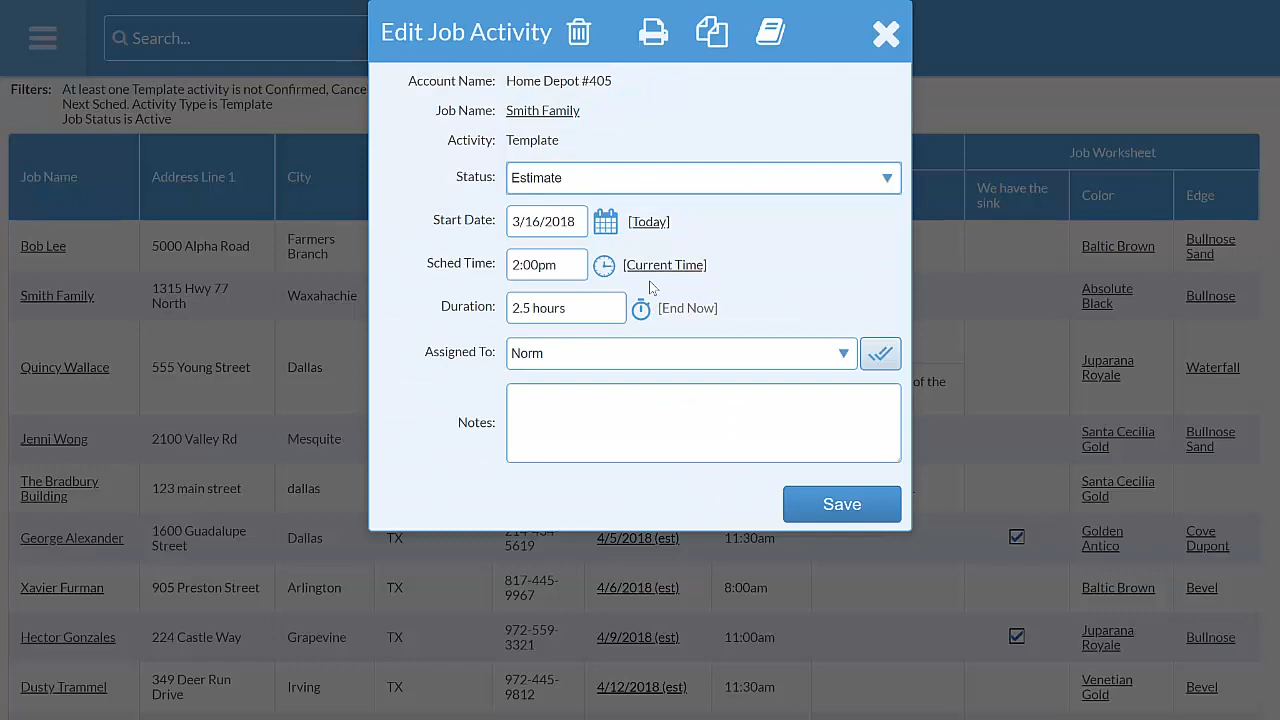 Edit Job Activity
Search...
Account Name: Home Depot #405
Job Name: Smith Family
Activity: Template
Status: Estimate
Start Date: 3/16/2018 [Today]
Sched Time: 2:00pm [Current Time]
Duration: 2.5 hours [End Now]
Assigned To: Norm
Notes:
Save
Filters: At least one Template activity is not Confirmed, Cance
Next Sched. Activity Type is Template
Job Status is Active
Job Worksheet
Job Name Address Line 1 City We have the sink Color Edge
Bob Lee 5000 Alpha Road Farmers Branch Baltic Brown Bullnose Sand
Smith Family 1315 Hwy 77 North Waxahachie Absolute Black Bullnose
Quincy Wallace 555 Young Street Dallas of the Juparana Royale Waterfall
Jenni Wong 2100 Valley Rd Mesquite Santa Cecilia Gold Bullnose Sand
The Bradbury Building 123 main street dallas Santa Cecilia Gold
George Alexander 1600 Guadalupe Street Dallas TX 214-434-5619 4/5/2018 (est) 11:30am Golden Antico Cove Dupont
Xavier Furman 905 Preston Street Arlington TX 817-445-9967 4/6/2018 (est) 8:00am Baltic Brown Bevel
Hector Gonzales 224 Castle Way Grapevine TX 972-559-3321 4/9/2018 (est) 11:00am Juparana Royale Bullnose
Dusty Trammel 349 Deer Run Drive Irving TX 972-445-9812 4/12/2018 (est) 11:30am Venetian Gold Bevel